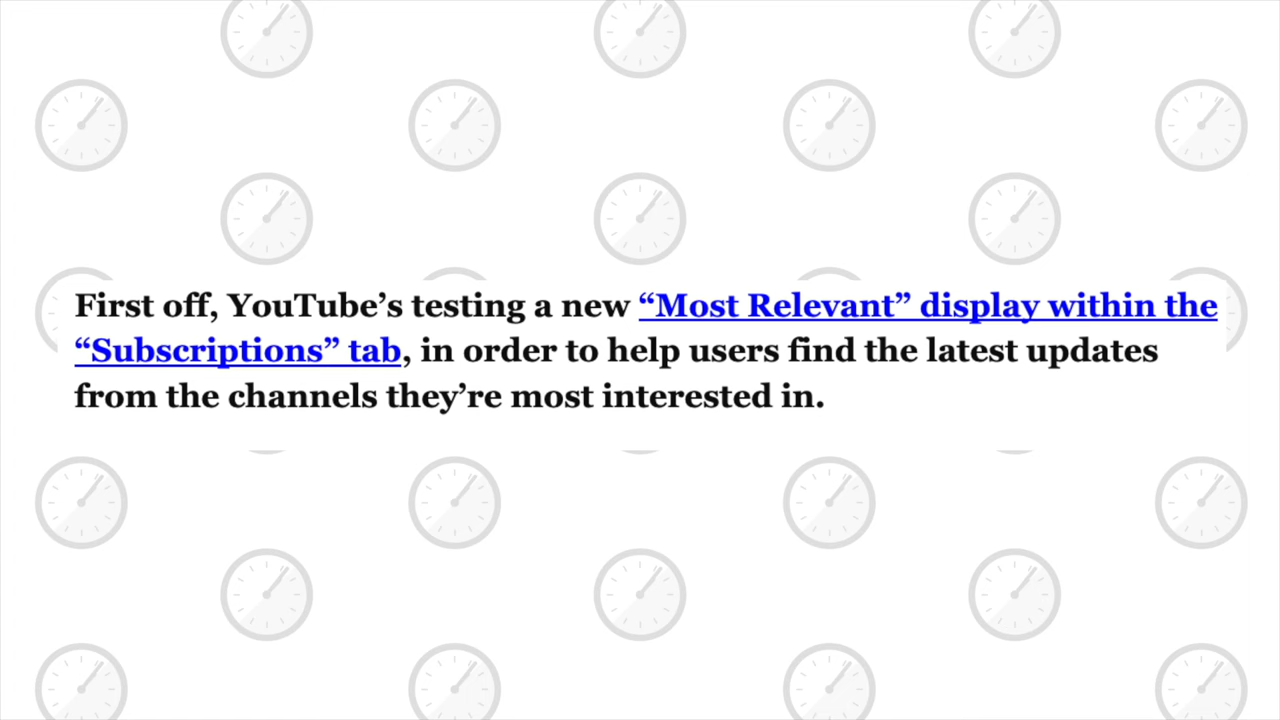 First off, YouTube’s testing a new “Most Relevant” display within the
“Subscriptions” tab, in order to help users find the latest updates
from the channels they’re most interested in.